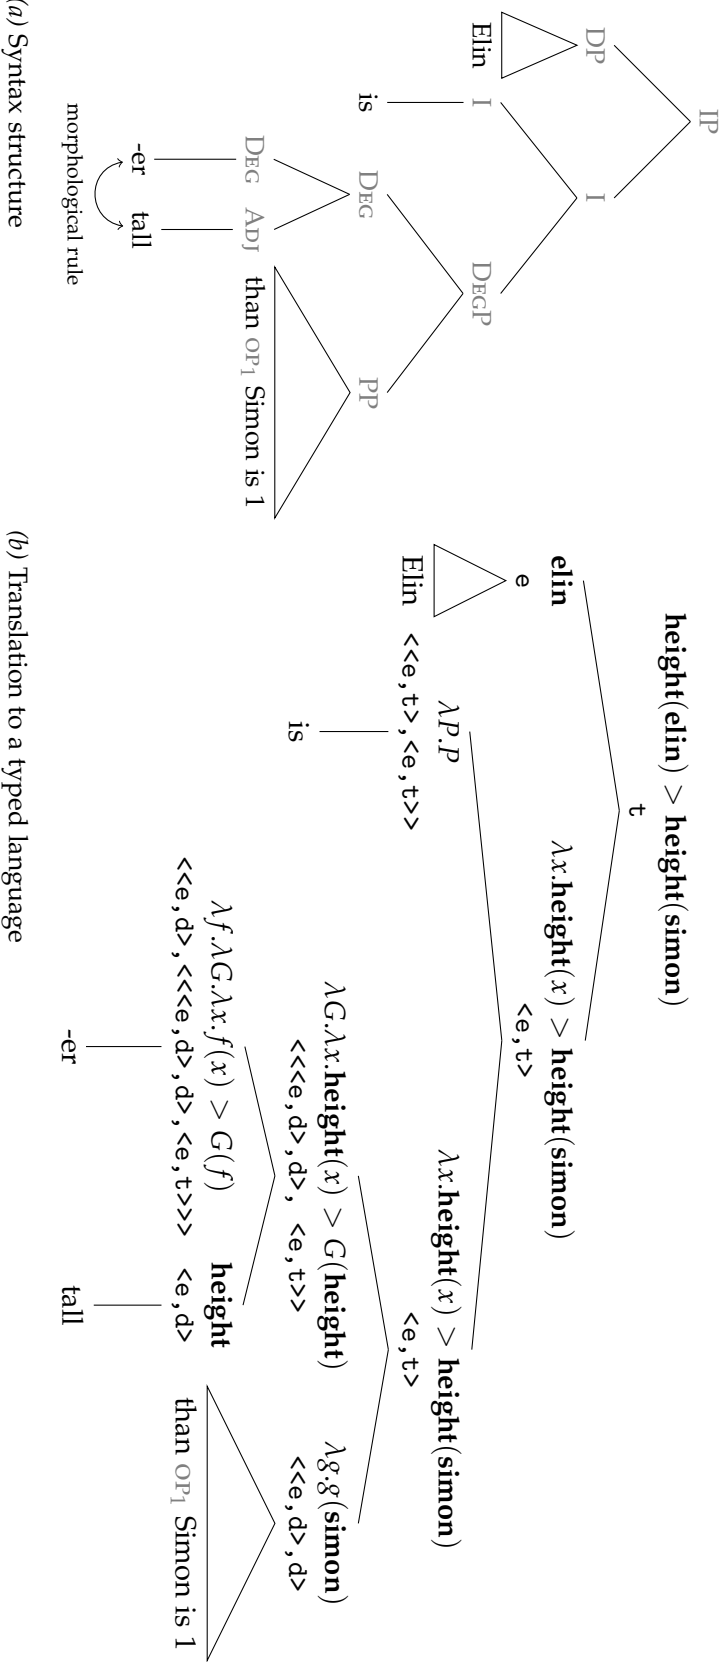 IP
DP
I
Elin
I
DegP
is
Deg
PP
Deg
Adj
than OP1 Simon is 1
-er
tall
morphological rule
(a) Syntax structure
height(elin) > height(simon)
t
elin
λx.height(x) > height(simon)
e
<e,t>
Elin
λP.P
λx.height(x) > height(simon)
<<e,t>,<e,t>>
<e,t>
is
λG.λx.height(x) > G(height)
λg.g(simon)
<<<e,d>,d>, <e,t>>
<<e,d>,d>
λf.λG.λx.f(x) > G(f)
height
than OP1 Simon is 1
<<e,d>,<<<e,d>,d>,<e,t>>>
<e,d>
-er
tall
(b) Translation to a typed language